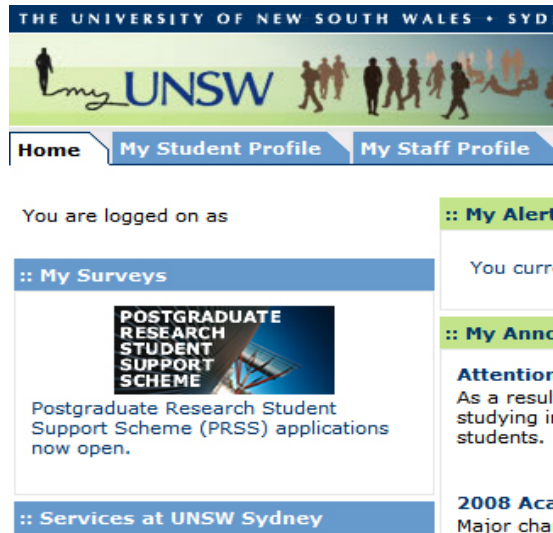 THE UNIVERSITY OF NEW SOUTH WALES • SYD
my UNSW
Home
My Student Profile
My Staff Profile
You are logged on as
:: My Surveys
POSTGRADUATE
RESEARCH
STUDENT
SUPPORT
SCHEME
Postgraduate Research Student
Support Scheme (PRSS) applications
now open.
:: Services at UNSW Sydney
:: My Alert
You curr
:: My Anno
Attention
As a resul
studying i
students.
2008 Aca
Major cha